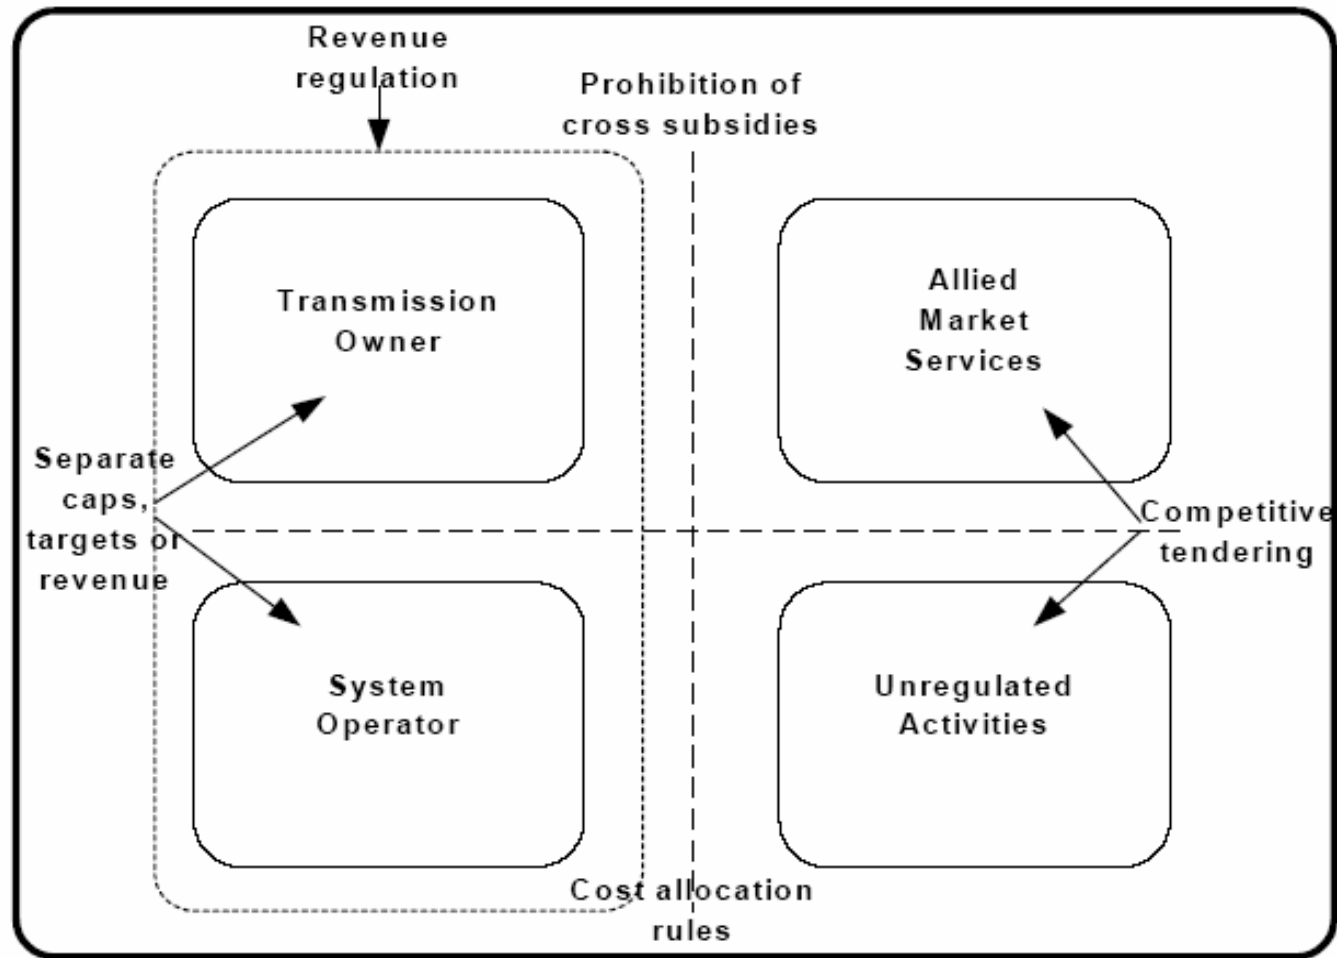 Revenue
regulation
Prohibition of
cross subsidies
Transmission
Owner
Allied
Market
Services
Separate
caps,
targets or
revenue
Competitive
tendering
System
Operator
Unregulated
Activities
Cost allocation
rules